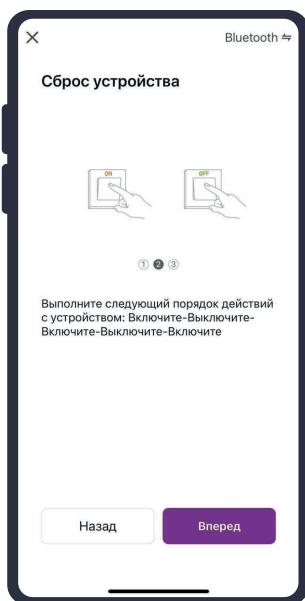 Bluetooth
Сброс устройства
ON
OFF
1 2 3
Выполните следующий порядок действий
с устройством: Включите-Выключите-
Включите-Выключите-Включите
Назад
Вперед